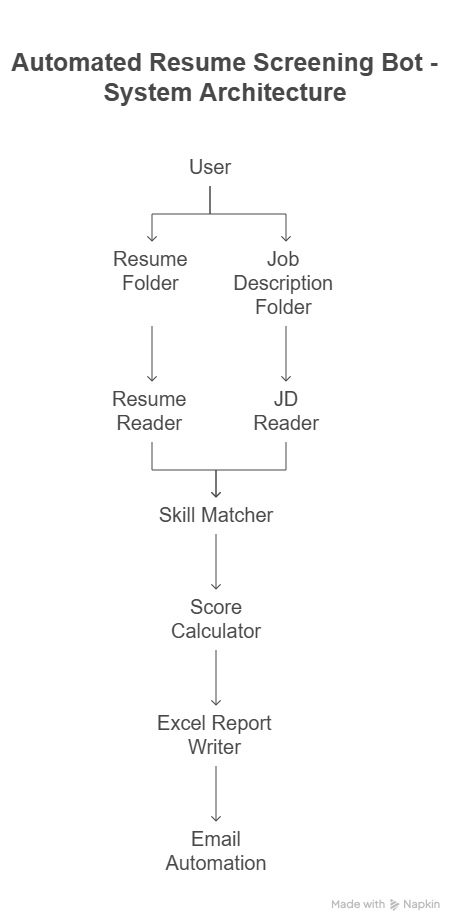 Automated Resume Screening Bot -
System Architecture
User
Resume
Folder
Job
Description
Folder
Resume
Reader
JD
Reader
Skill Matcher
Score
Calculator
Excel Report
Writer
Email
Automation
Made with Napkin